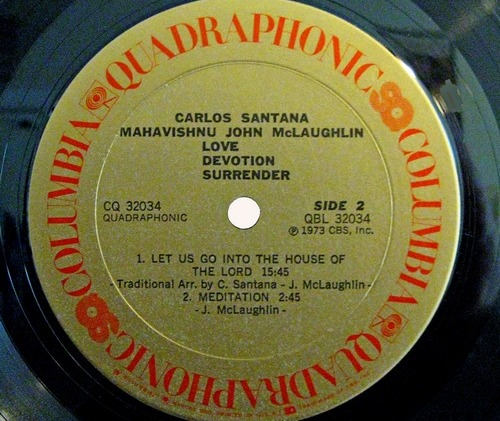 COLUMBIA QUADRAPHONIC SQ COLUMBIA QUADRAPHONIC SQ
CARLOS SANTANA
MAHAVISHNU JOHN McLAUGHLIN
LOVE
DEVOTION
SURRENDER
CQ 32034
QUADRAPHONIC
SIDE 2
QBL 32034
℗ 1973 CBS, Inc.
1. LET US GO INTO THE HOUSE OF
THE LORD 15:45
- Traditional Arr. by C. Santana - J. McLaughlin -
2. MEDITATION 2:45
- J. McLaughlin -